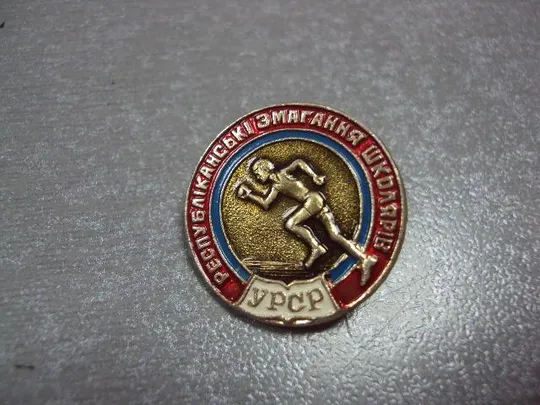 РЕСПУБЛІКАНСЬКІ ЗМАГАННЯ ШКОЛЯРІВ
УРСР